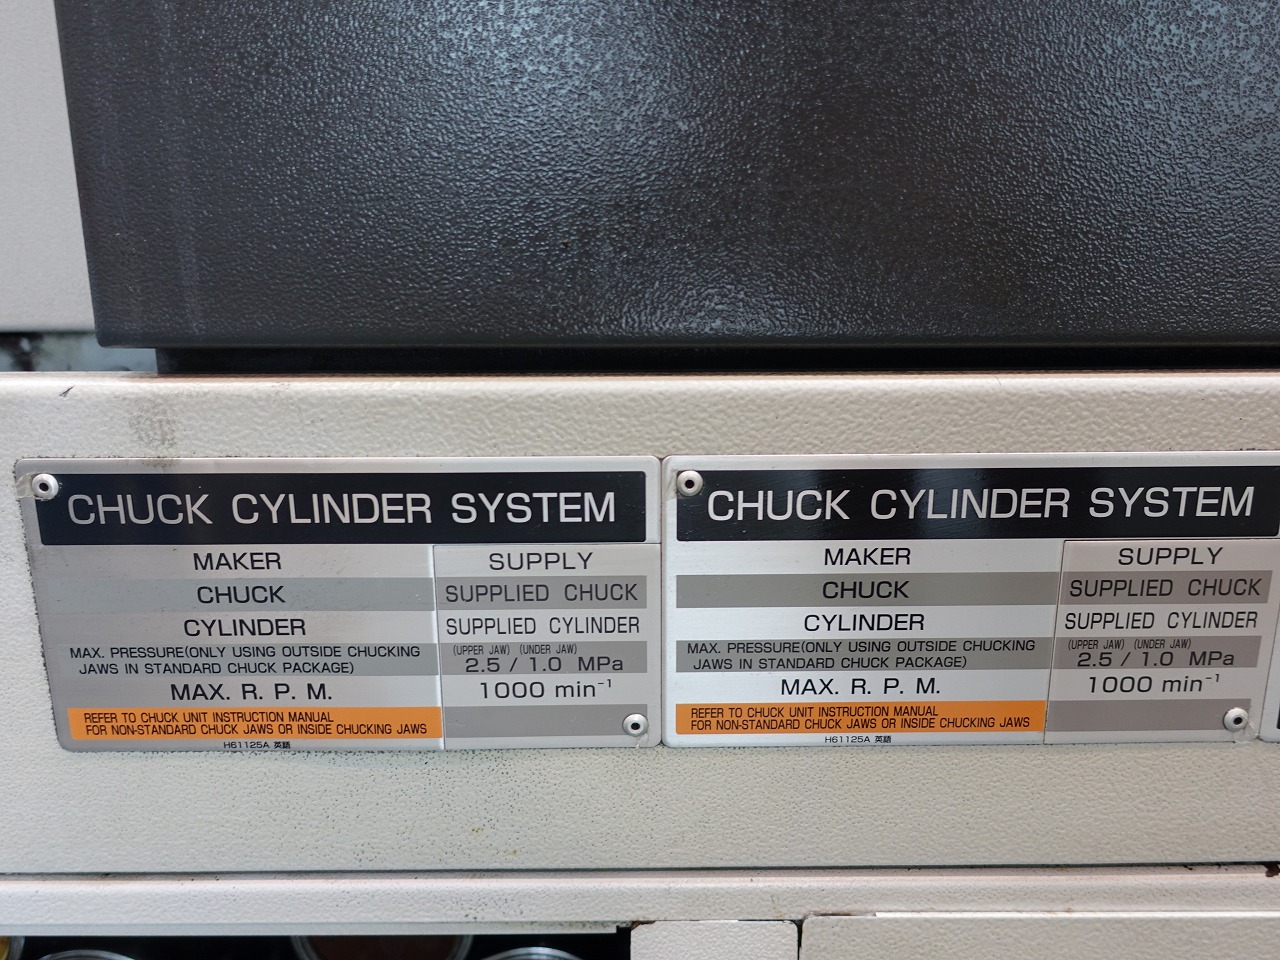 CHUCK CYLINDER SYSTEM
MAKER SUPPLY
CHUCK SUPPLIED CHUCK
CYLINDER SUPPLIED CYLINDER
MAX. PRESSURE(ONLY USING OUTSIDE CHUCKING (UPPER JAW) (UNDER JAW)
JAWS IN STANDARD CHUCK PACKAGE) 2.5 / 1.0 MPa
MAX. R. P. M. 1000 min⁻¹
REFER TO CHUCK UNIT INSTRUCTION MANUAL
FOR NON-STANDARD CHUCK JAWS OR INSIDE CHUCKING JAWS
H61125A 英語
CHUCK CYLINDER SYSTEM
MAKER SUPPLY
CHUCK SUPPLIED CHUCK
CYLINDER SUPPLIED CYLINDER
MAX. PRESSURE(ONLY USING OUTSIDE CHUCKING (UPPER JAW) (UNDER JAW)
JAWS IN STANDARD CHUCK PACKAGE) 2.5 / 1.0 MPa
MAX. R. P. M. 1000 min⁻¹
REFER TO CHUCK UNIT INSTRUCTION MANUAL
FOR NON-STANDARD CHUCK JAWS OR INSIDE CHUCKING JAWS
H61125A 英語